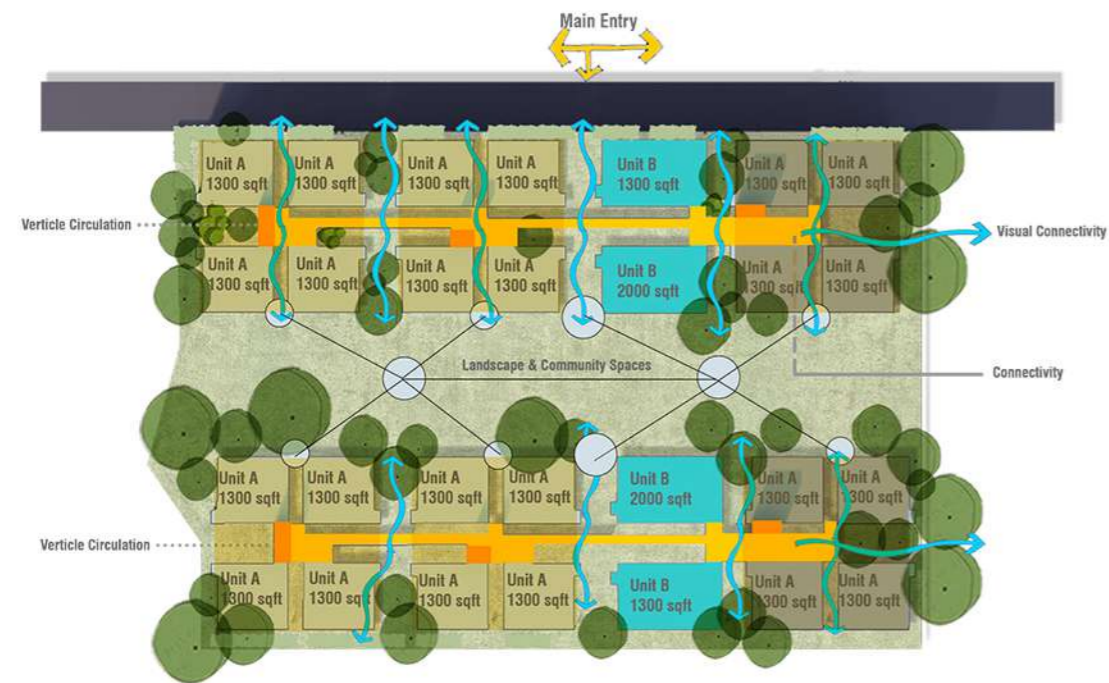 Main Entry
Unit A
1300 sqft
Unit A
1300 sqft
Unit A
1300 sqft
Unit A
1300 sqft
Unit B
1300 sqft
Unit A
1300 sqft
Unit A
1300 sqft
Verticle Circulation
Visual Connectivity
Unit A
1300 sqft
Unit A
1300 sqft
Unit A
1300 sqft
Unit A
1300 sqft
Unit B
2000 sqft
Unit A
1300 sqft
Unit A
1300 sqft
Landscape & Community Spaces
Connectivity
Unit A
1300 sqft
Unit A
1300 sqft
Unit A
1300 sqft
Unit A
1300 sqft
Unit B
2000 sqft
Unit A
1300 sqft
Unit A
1300 sqft
Verticle Circulation
Unit A
1300 sqft
Unit A
1300 sqft
Unit A
1300 sqft
Unit A
1300 sqft
Unit B
1300 sqft
Unit A
1300 sqft
Unit A
1300 sqft